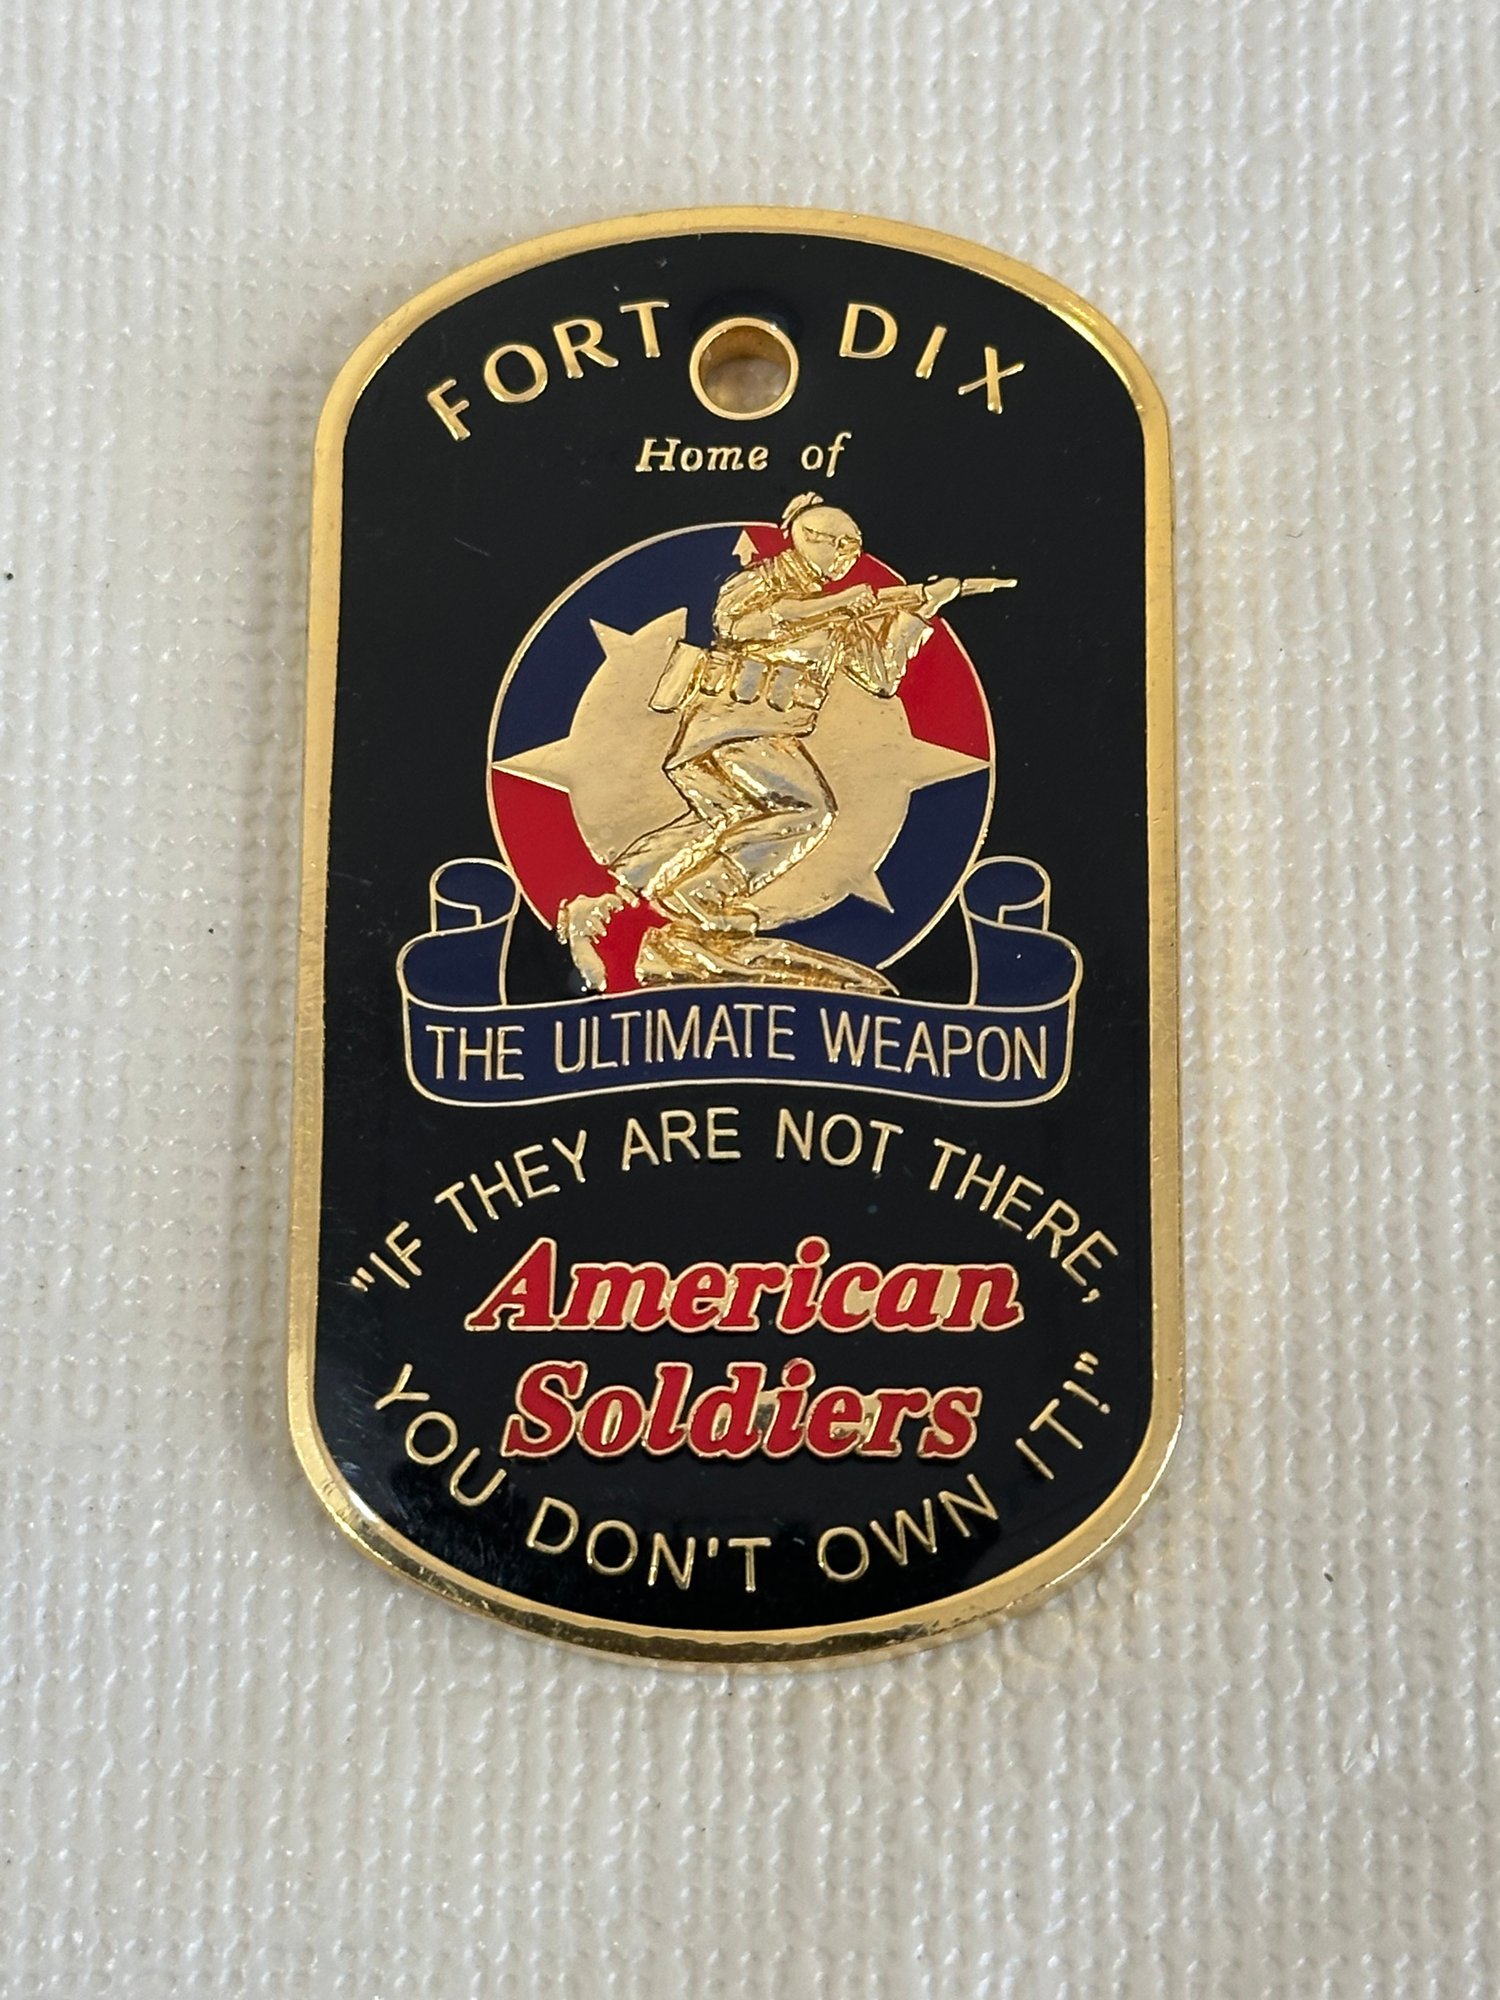 FORT DIX
Home of
THE ULTIMATE WEAPON
"IF THEY ARE NOT THERE,
American
Soldiers
YOU DON'T OWN IT!"